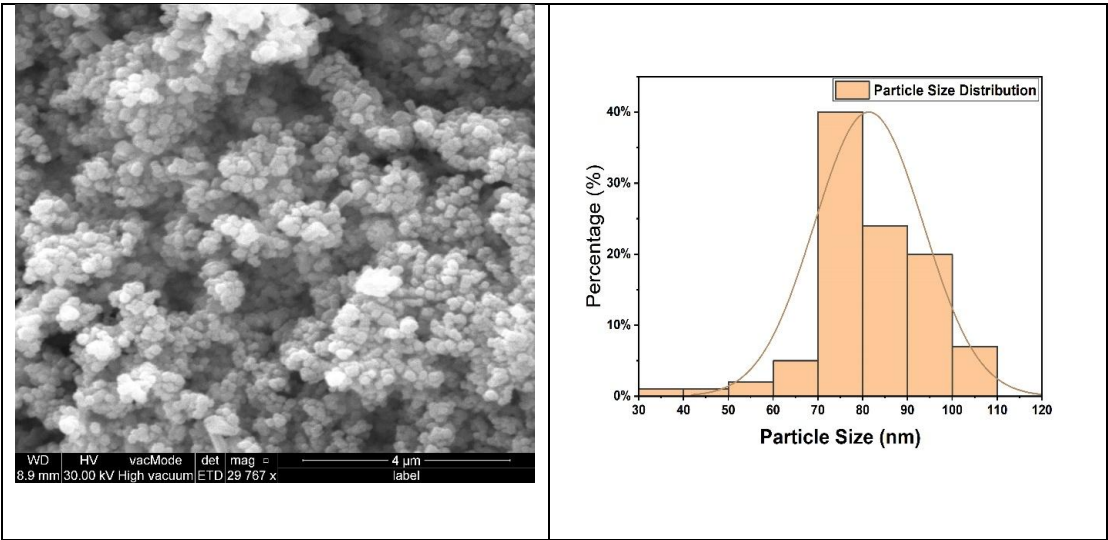 WD HV vacMode det mag □ 4 µm
8.9 mm 30.00 kV High vacuum ETD 29 767 x label
Particle Size Distribution
Percentage (%)
40%
30%
20%
10%
0%
30 40 50 60 70 80 90 100 110 120
Particle Size (nm)